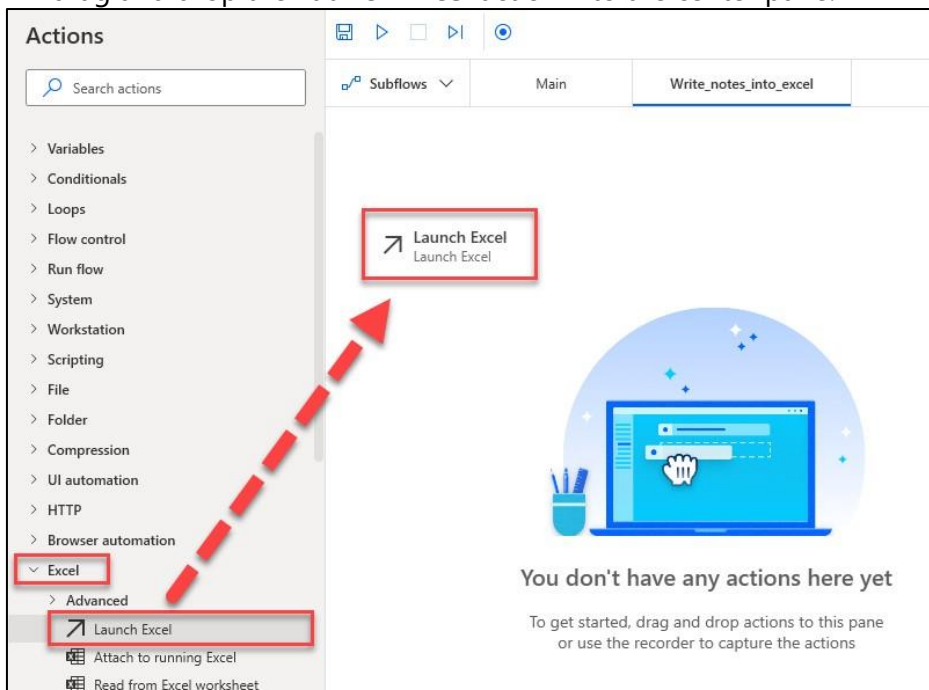 Actions
Search actions
Subflows
Main
Write_notes_into_excel
Variables
Conditionals
Loops
Flow control
Run flow
System
Workstation
Scripting
File
Folder
Compression
UI automation
HTTP
Browser automation
Excel
Advanced
Launch Excel
Attach to running Excel
Read from Excel worksheet
Launch Excel
Launch Excel
You don't have any actions here yet
To get started, drag and drop actions to this pane
or use the recorder to capture the actions